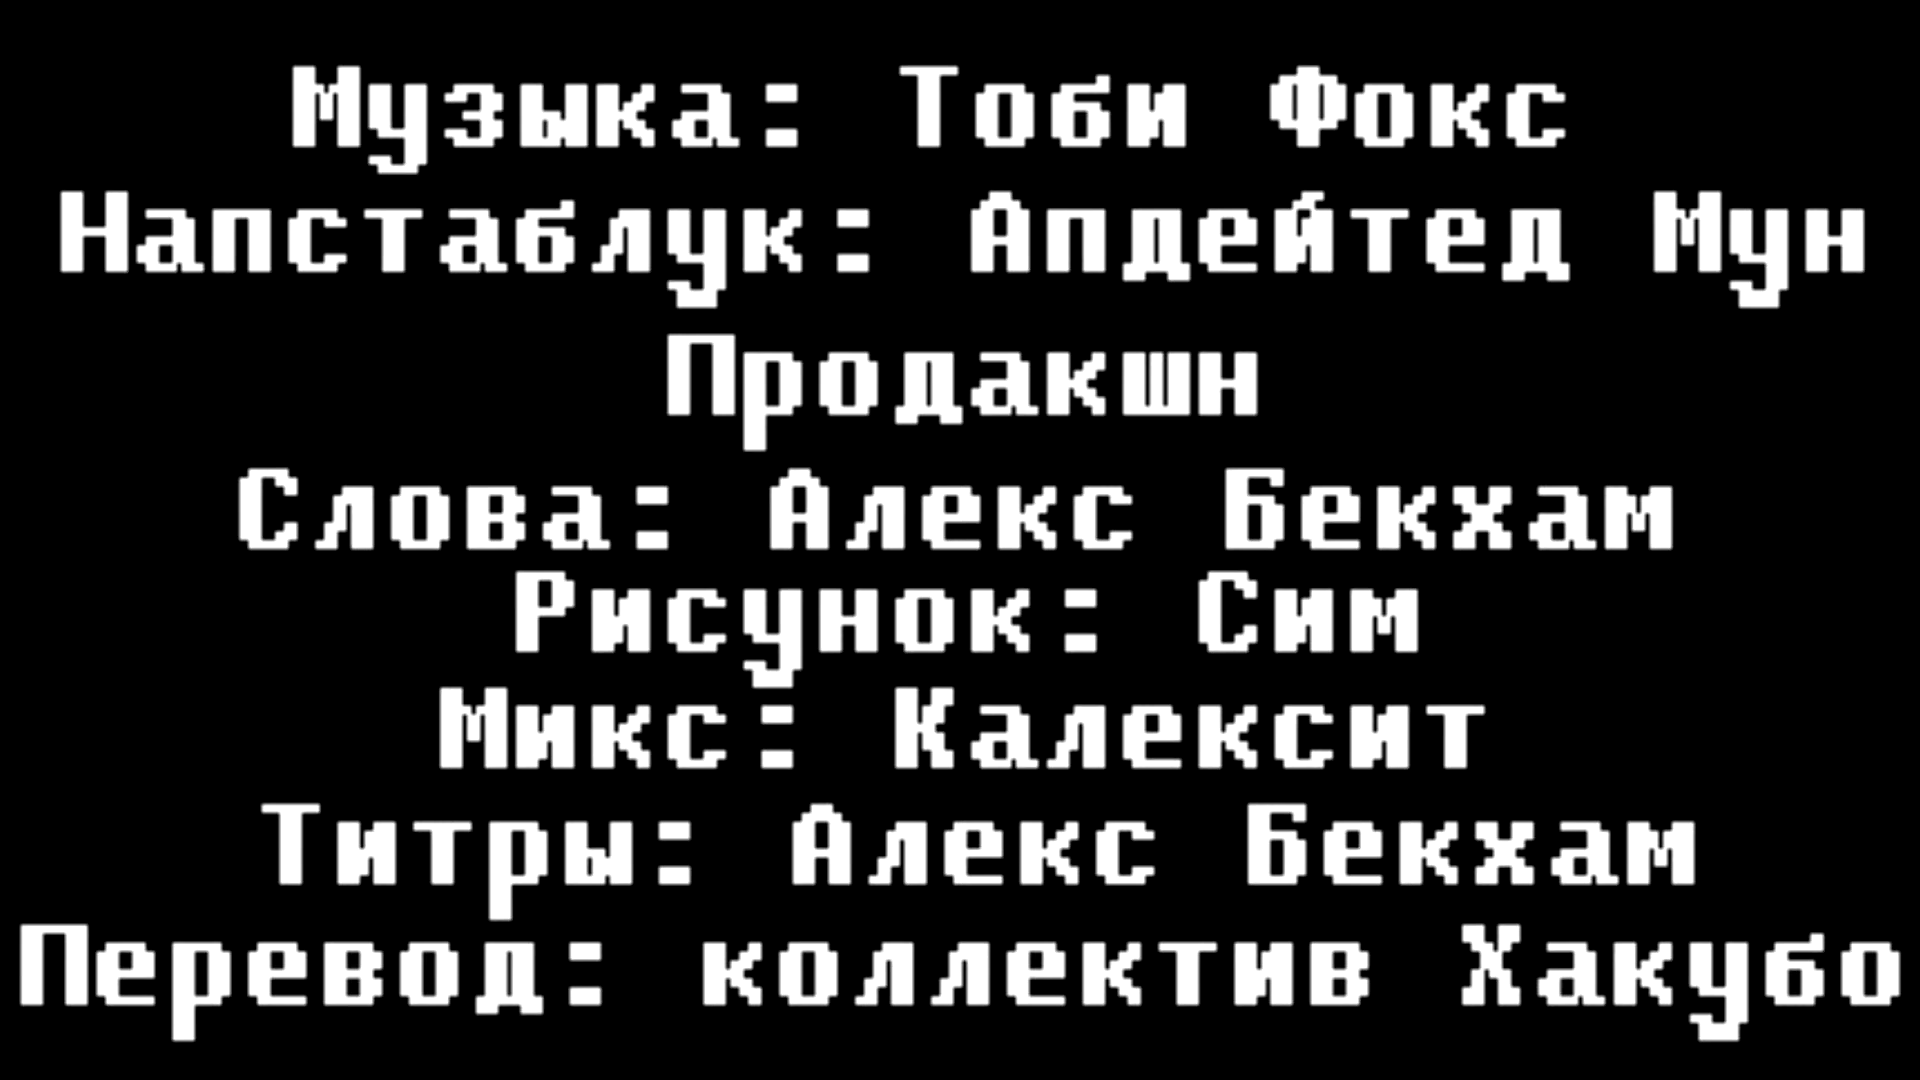 Музыка: Тоби Фокс
Напстаблук: Апдейтед Мун
Продакшн
Слова: Алекс Бекхам
Рисунок: Сим
Микс: Калексит
Титры: Алекс Бекхам
Перевод: коллектив Хакубо